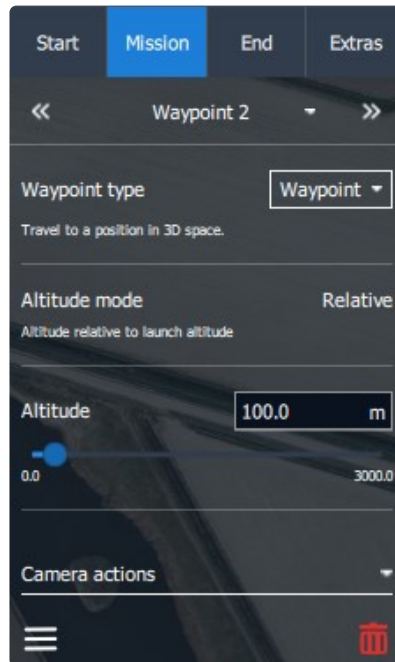 Start Mission End Extras
« Waypoint 2 »
Waypoint type Waypoint
Travel to a position in 3D space.
Altitude mode Relative
Altitude relative to launch altitude
Altitude 100.0 m
0.0 3000.0
Camera actions